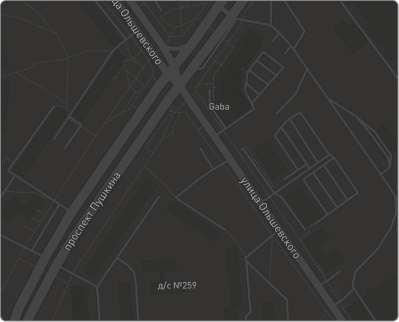 улица Ольшевского
Gaba
проспект Пушкина
улица Ольшевского
д/с №259